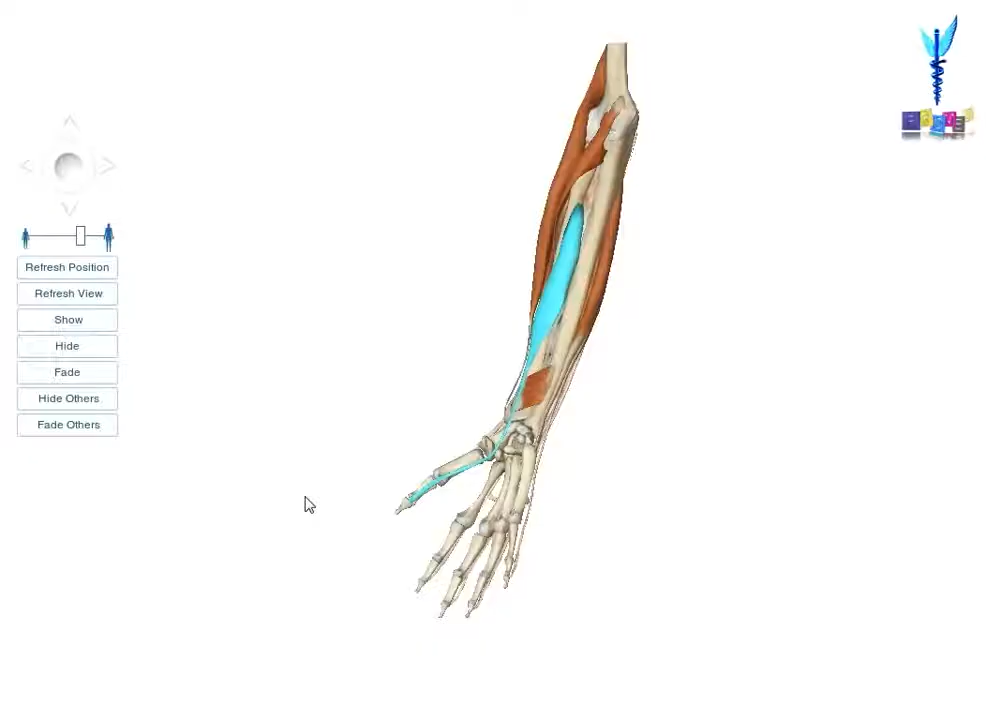 Refresh Position
Refresh View
Show
Hide
Fade
Hide Others
Fade Others